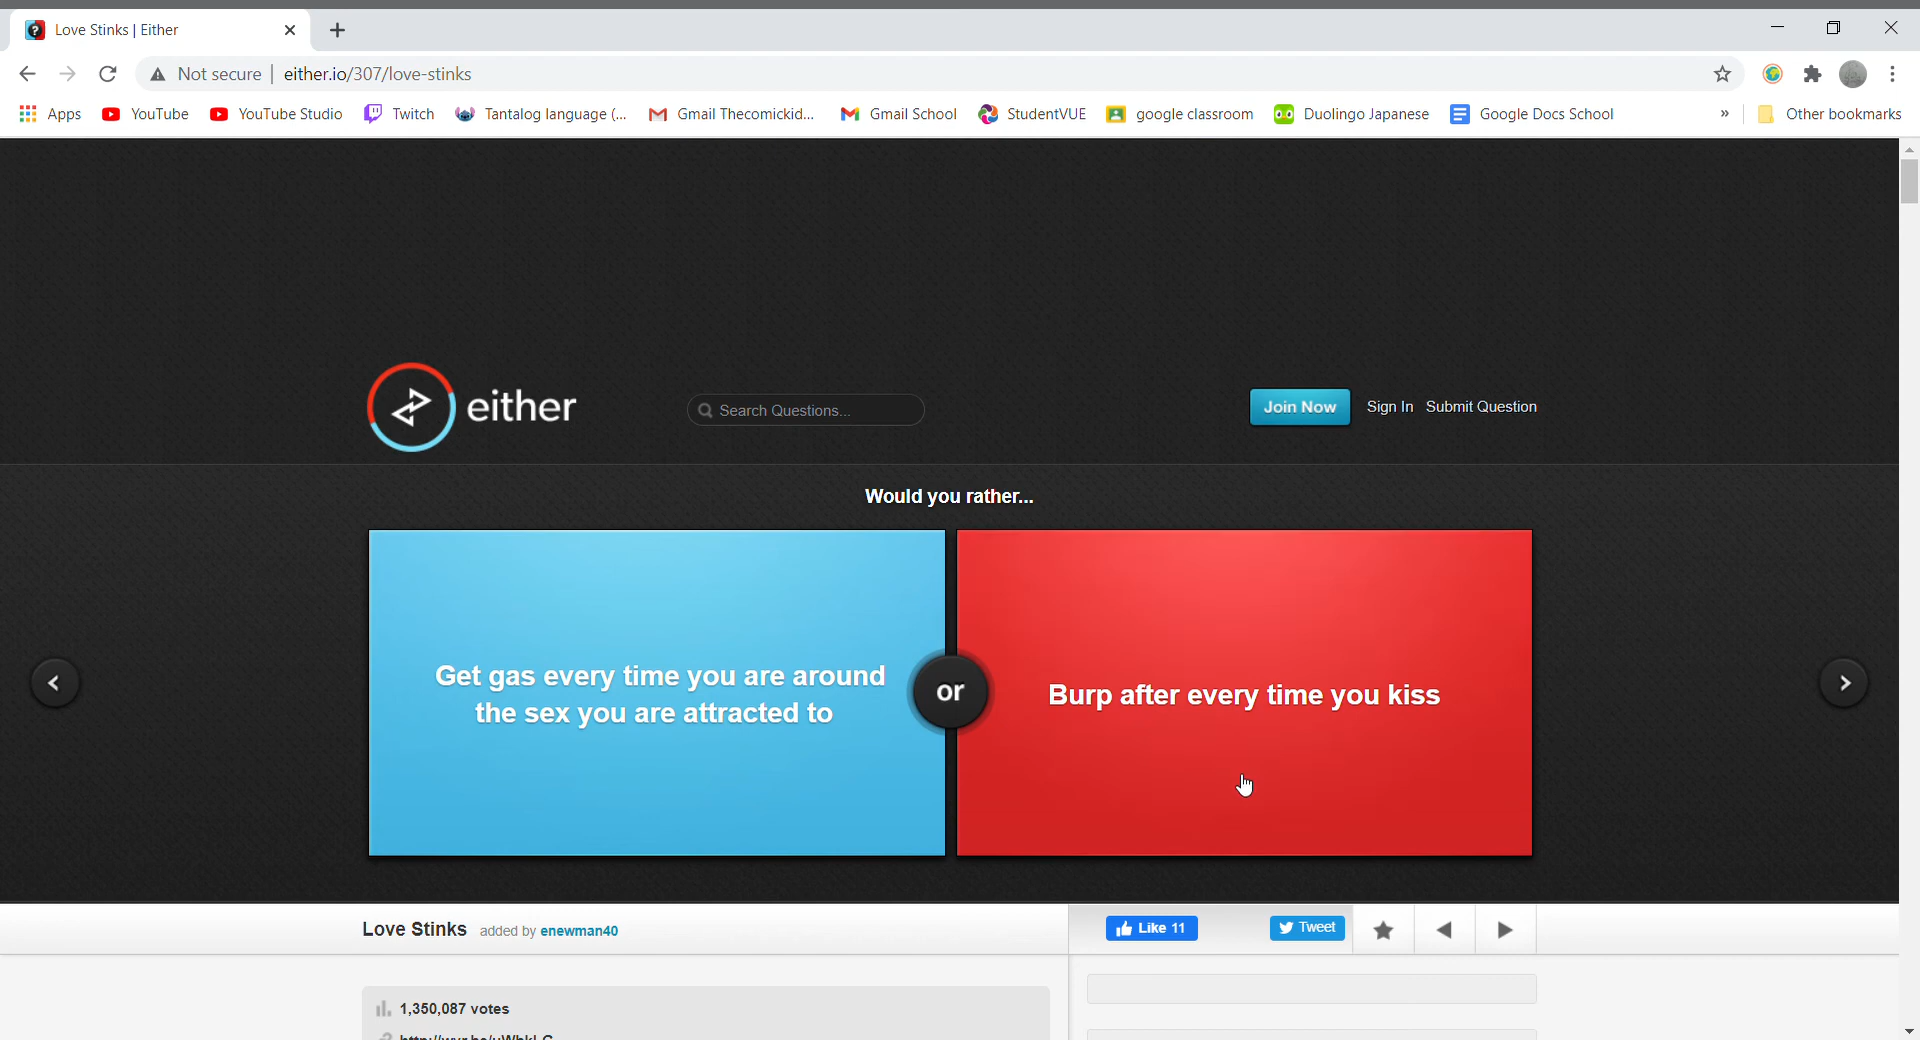 Love Stinks | Either
Not secure | either.io/307/love-stinks
Apps YouTube YouTube Studio Twitch Tantalog language (... Gmail Thecomickid... Gmail School StudentVUE google classroom Duolingo Japanese Google Docs School » Other bookmarks
either
Search Questions...
Join Now Sign In Submit Question
Would you rather...
Get gas every time you are around
the sex you are attracted to
or
Burp after every time you kiss
Love Stinks added by enewman40
Like 11 Tweet
1,350,087 votes